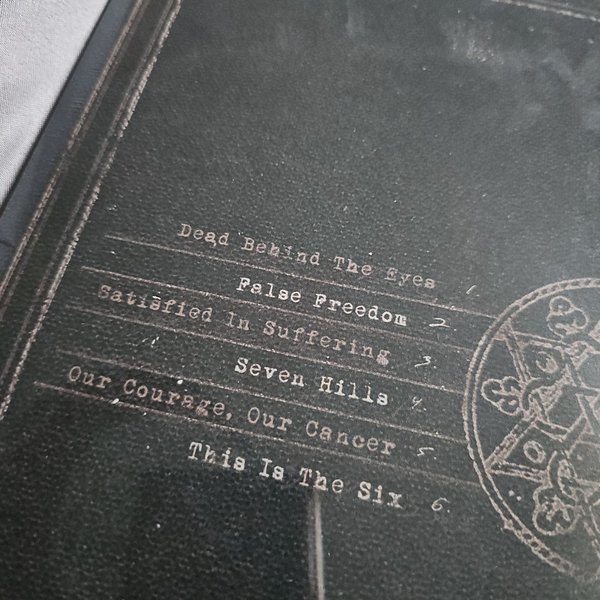 Dead Behind The Eyes 1
False Freedom 2
Satisfied In Suffering 3.
Seven Hills 4.
Our Courage, Our Cancer 5.
This Is The Six 6.